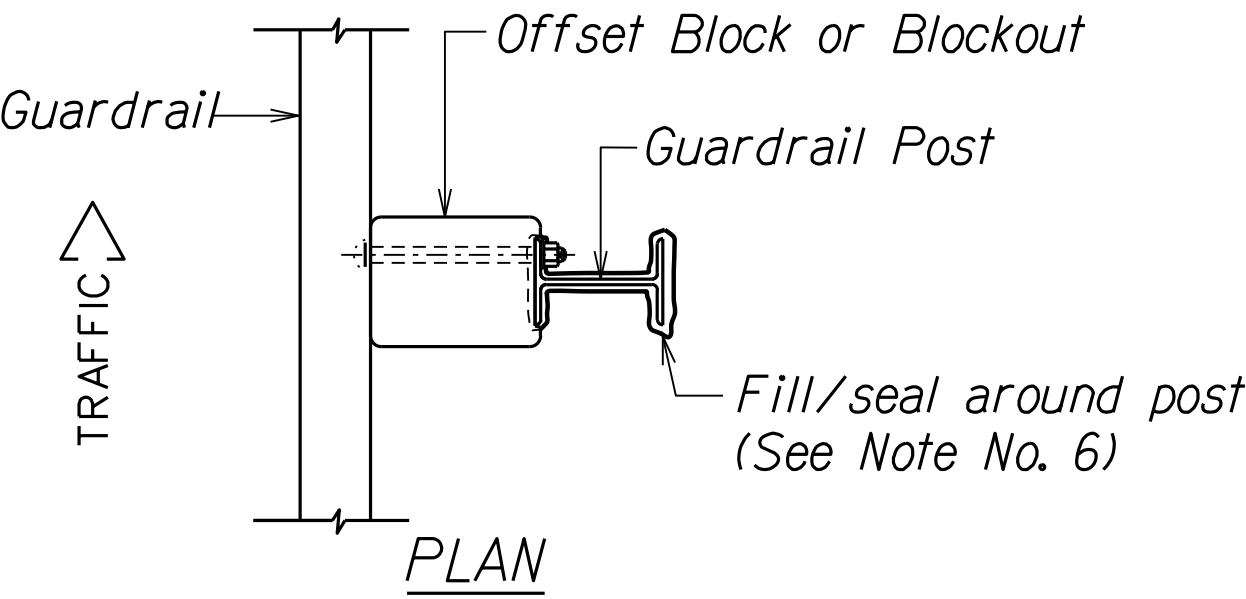 Offset Block or Blockout
Guardrail
Guardrail Post
TRAFFIC
Fill/seal around post
(See Note No. 6)
PLAN